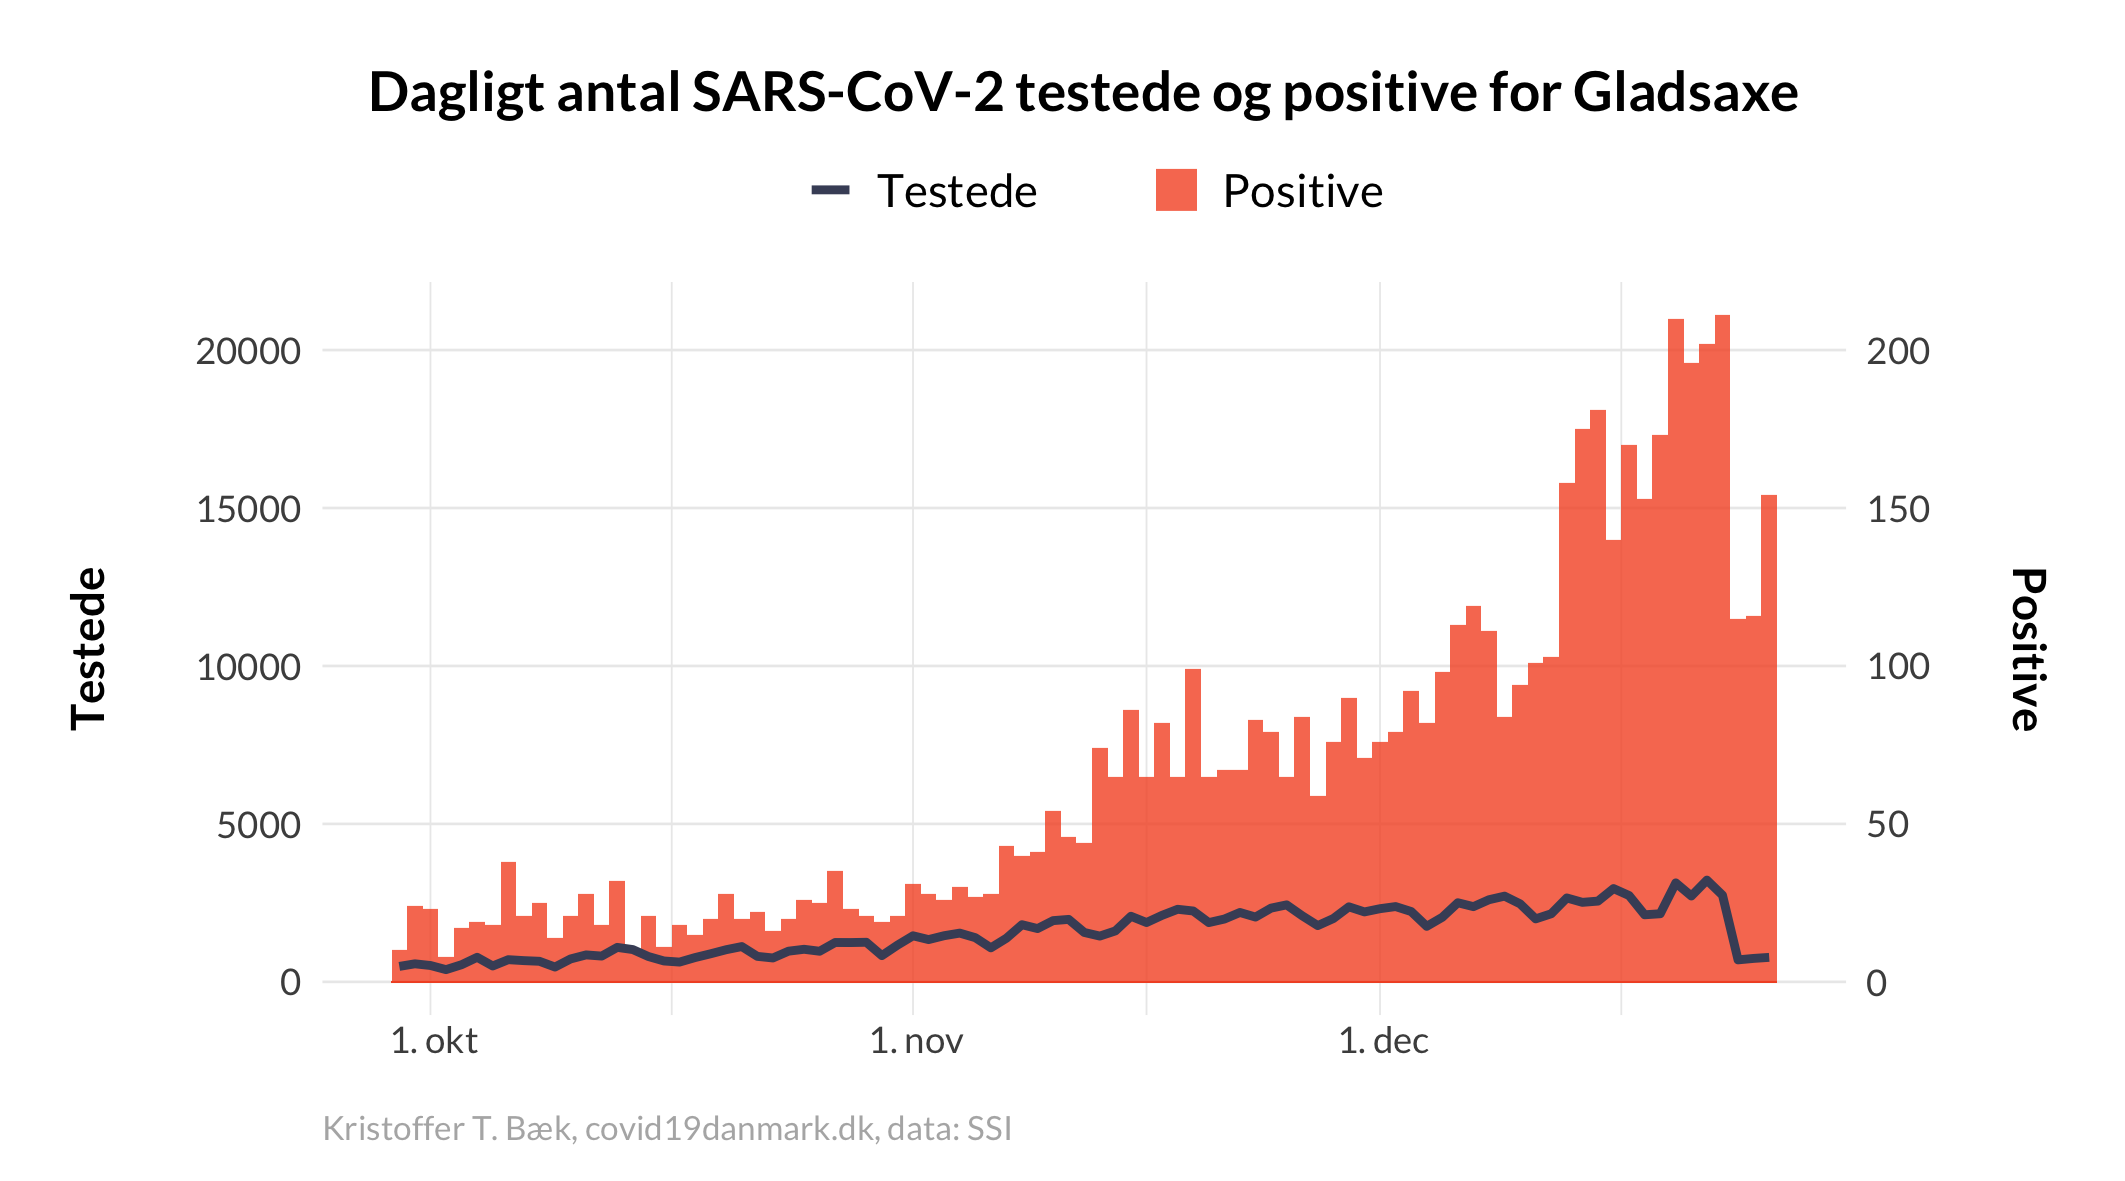 Dagligt antal SARS-CoV-2 testede og positive for Gladsaxe
Testede
Positive
20000
15000
10000
5000
0
Testede
200
150
100
50
0
Positive
1. okt
1. nov
1. dec
Kristoffer T. Bæk, covid19danmark.dk, data: SSI